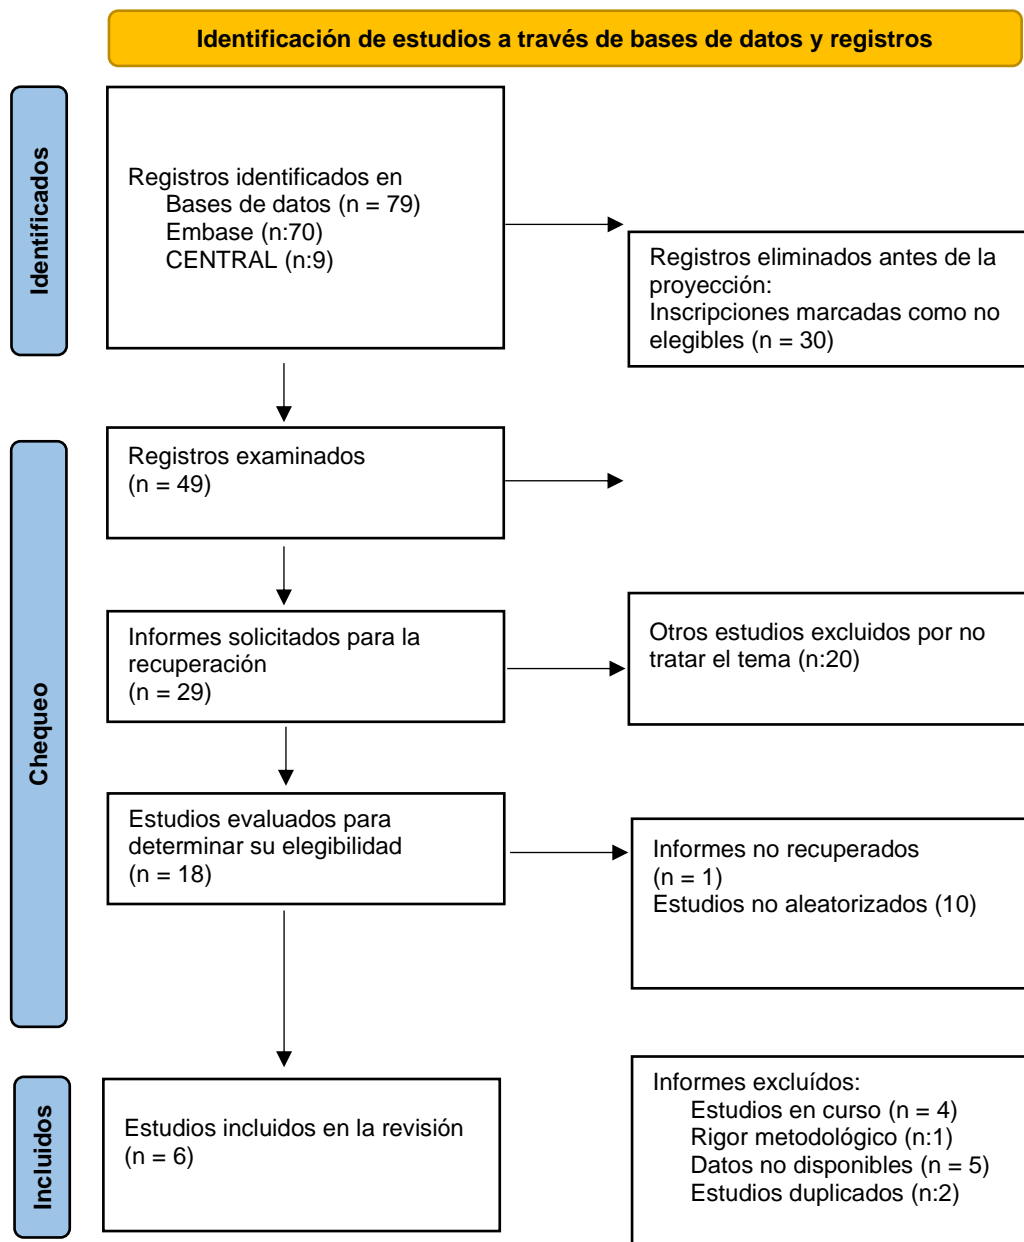 Identificación de estudios a través de bases de datos y registros
Identificados
Registros identificados en
Bases de datos (n = 79)
Embase (n:70)
CENTRAL (n:9)
Registros eliminados antes de la
proyección:
Inscripciones marcadas como no
elegibles (n = 30)
Chequeo
Registros examinados
(n = 49)
Informes solicitados para la
recuperación
(n = 29)
Otros estudios excluidos por no
tratar el tema (n:20)
Estudios evaluados para
determinar su elegibilidad
(n = 18)
Informes no recuperados
(n = 1)
Estudios no aleatorizados (10)
Incluidos
Estudios incluidos en la revisión
(n = 6)
Informes excluídos:
Estudios en curso (n = 4)
Rigor metodológico (n:1)
Datos no disponibles (n = 5)
Estudios duplicados (n:2)